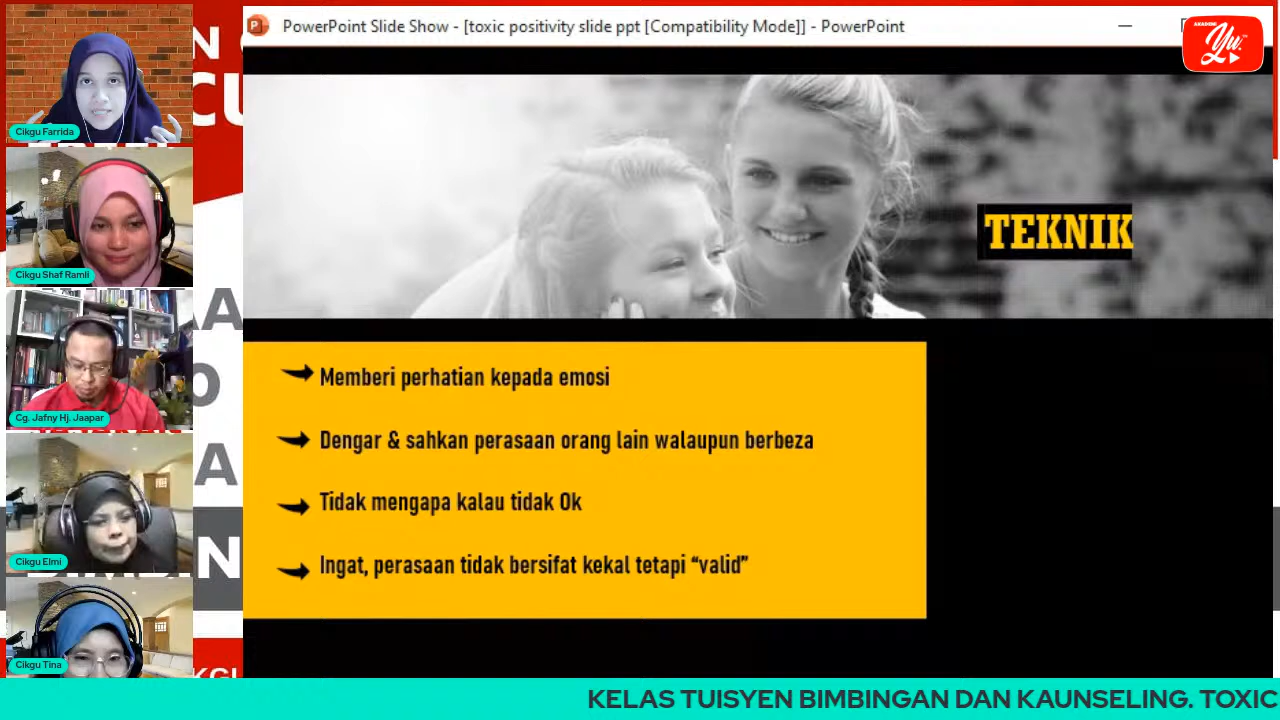 PowerPoint Slide Show - [toxic positivity slide ppt [Compatibility Mode]] - PowerPoint
AKADEMI
Yu
TEKNIK
Memberi perhatian kepada emosi
Dengar & sahkan perasaan orang lain walaupun berbeza
Tidak mengapa kalau tidak Ok
Ingat, perasaan tidak bersifat kekal tetapi “valid”
Cikgu Farrida
Cikgu Shaf Ramli
Cg. Jafny Hj. Jaapar
Cikgu Elmi
Cikgu Tina
KELAS TUISYEN BIMBINGAN DAN KAUNSELING. TOXIC